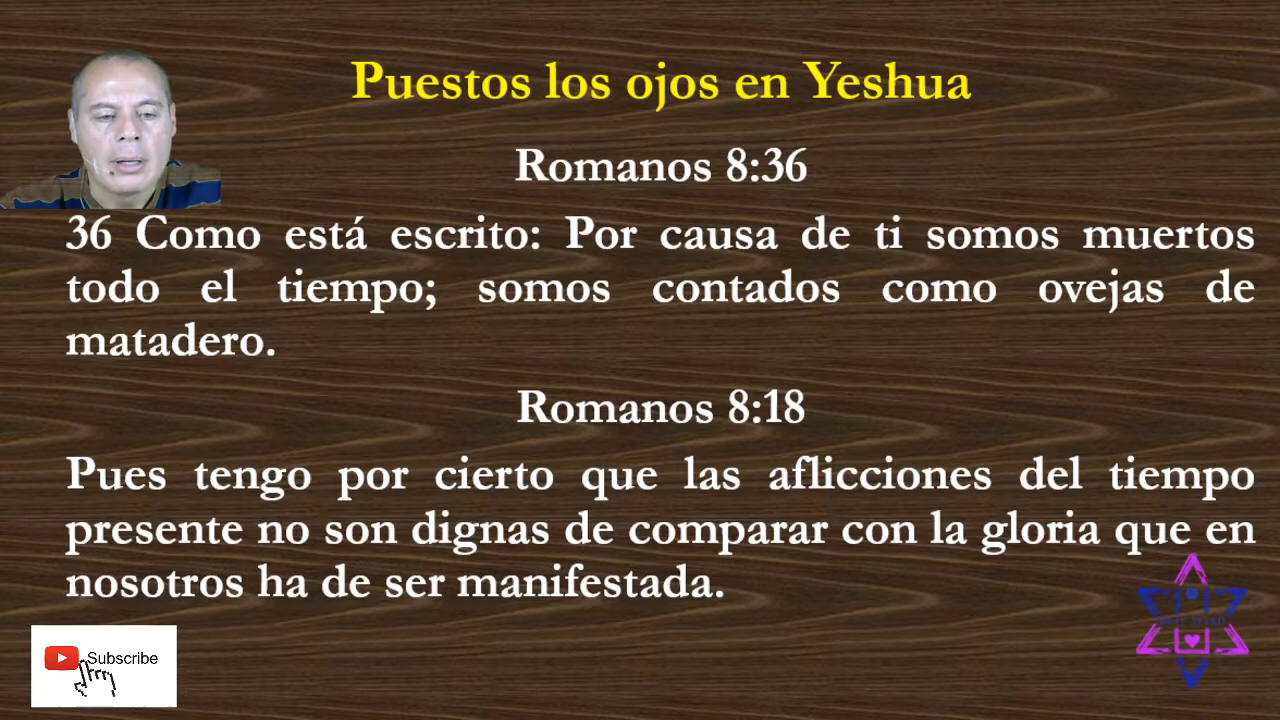 Puestos los ojos en Yeshua
Romanos 8:36
36 Como está escrito: Por causa de ti somos muertos
todo el tiempo; somos contados como ovejas de
matadero.
Romanos 8:18
Pues tengo por cierto que las aflicciones del tiempo
presente no son dignas de comparar con la gloria que en
nosotros ha de ser manifestada.
Subscribe